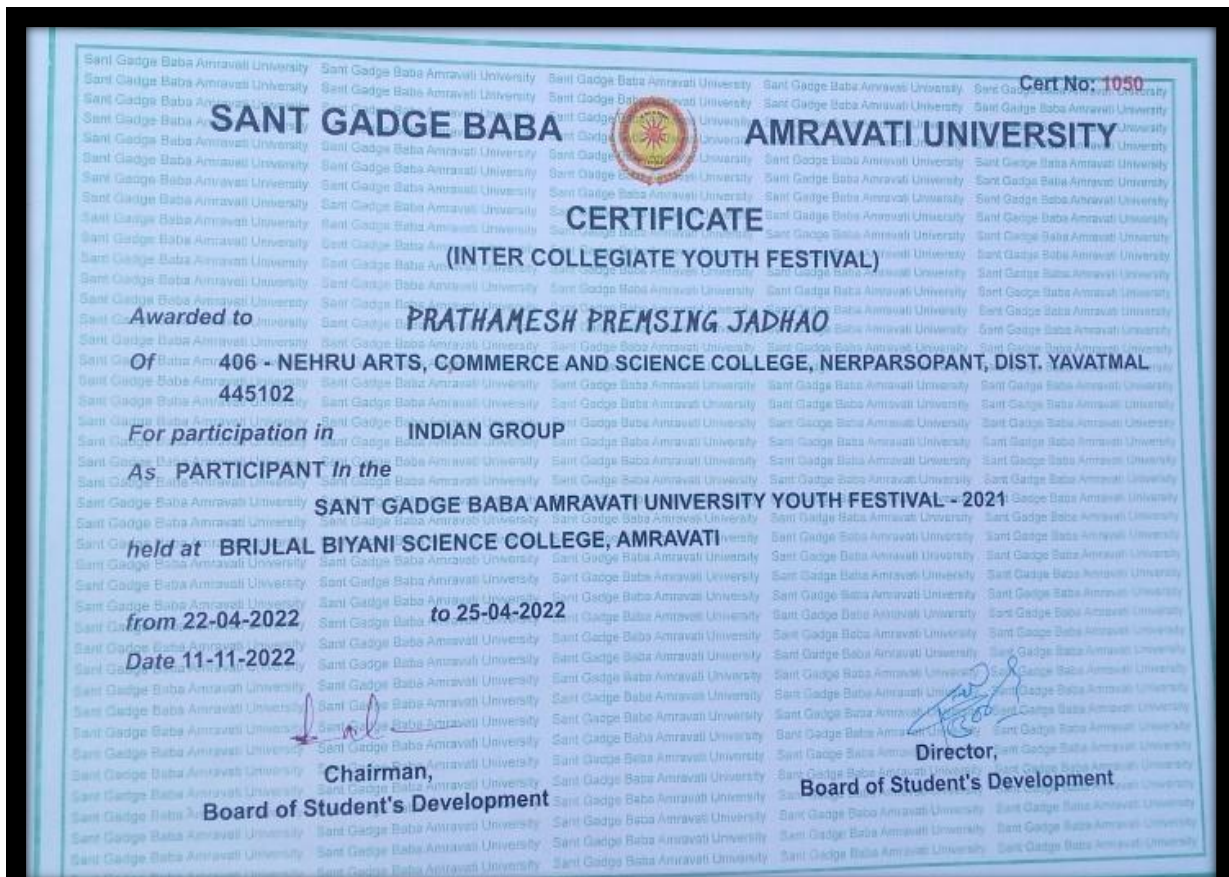 Cert No: 1050
SANT GADGE BABA AMRAVATI UNIVERSITY
CERTIFICATE
(INTER COLLEGIATE YOUTH FESTIVAL)
Awarded to PRATHAMESH PREMSING JADHAO
Of 406 - NEHRU ARTS, COMMERCE AND SCIENCE COLLEGE, NERPARSOPANT, DIST. YAVATMAL
445102
For participation in INDIAN GROUP
As PARTICIPANT In the
SANT GADGE BABA AMRAVATI UNIVERSITY YOUTH FESTIVAL - 2021
held at BRIJLAL BIYANI SCIENCE COLLEGE, AMRAVATI
from 22-04-2022 to 25-04-2022
Date 11-11-2022
Chairman, Director,
Board of Student's Development Board of Student's Development